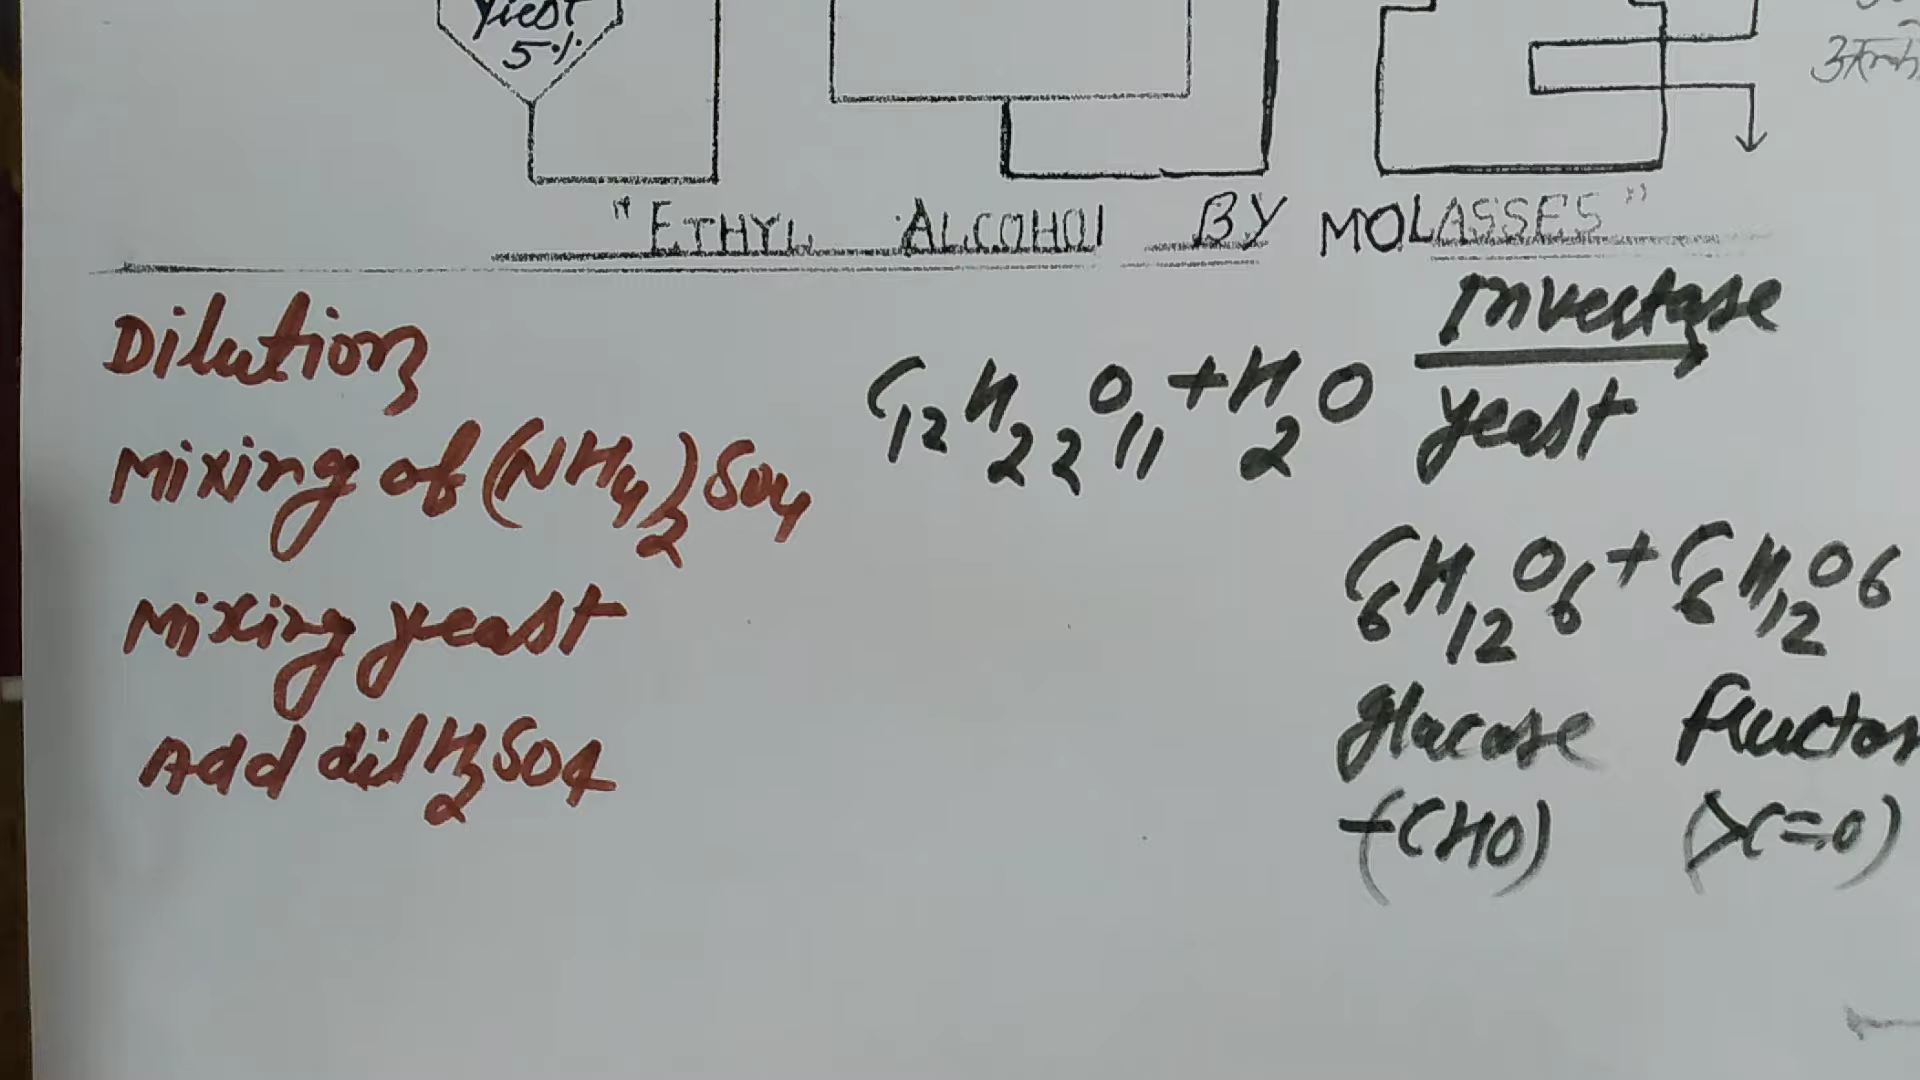 Yiest
5%
"ETHYL ALCOHOL BY MOLASSES"
Dilution
Mixing of (NH4)2SO4
Mixing yeast
Add dil H2SO4
C12H22O11 + H2O
Invertase
yeast
C6H12O6 + C6H12O6
glucose fructos
(-CHO) (>C=O)